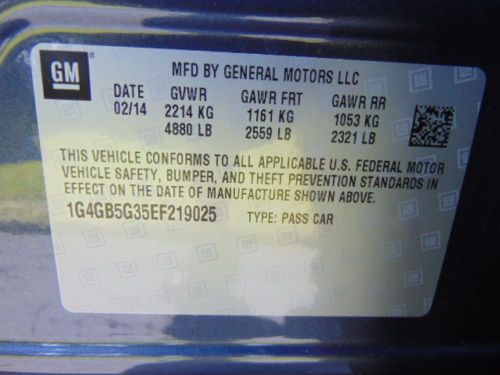 GM
MFD BY GENERAL MOTORS LLC
DATE GVWR GAWR FRT GAWR RR
02/14 2214 KG 1161 KG 1053 KG
4880 LB 2559 LB 2321 LB
THIS VEHICLE CONFORMS TO ALL APPLICABLE U.S. FEDERAL MOTOR
VEHICLE SAFETY, BUMPER, AND THEFT PREVENTION STANDARDS IN
EFFECT ON THE DATE OF MANUFACTURE SHOWN ABOVE.
1G4GB5G35EF219025 TYPE: PASS CAR